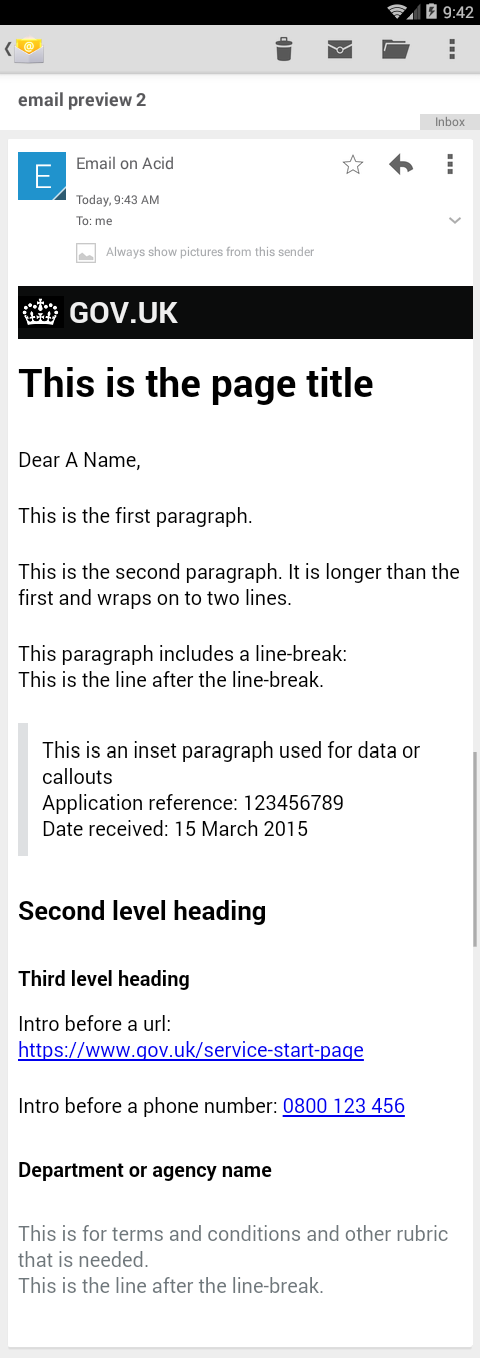 9:42
email preview 2
Inbox
E
Email on Acid
Today, 9:43 AM
To: me
Always show pictures from this sender
GOV.UK
This is the page title
Dear A Name,
This is the first paragraph.
This is the second paragraph. It is longer than the
first and wraps on to two lines.
This paragraph includes a line-break:
This is the line after the line-break.
This is an inset paragraph used for data or
callouts
Application reference: 123456789
Date received: 15 March 2015
Second level heading
Third level heading
Intro before a url:
https://www.gov.uk/service-start-page
Intro before a phone number: 0800 123 456
Department or agency name
This is for terms and conditions and other rubric
that is needed.
This is the line after the line-break.